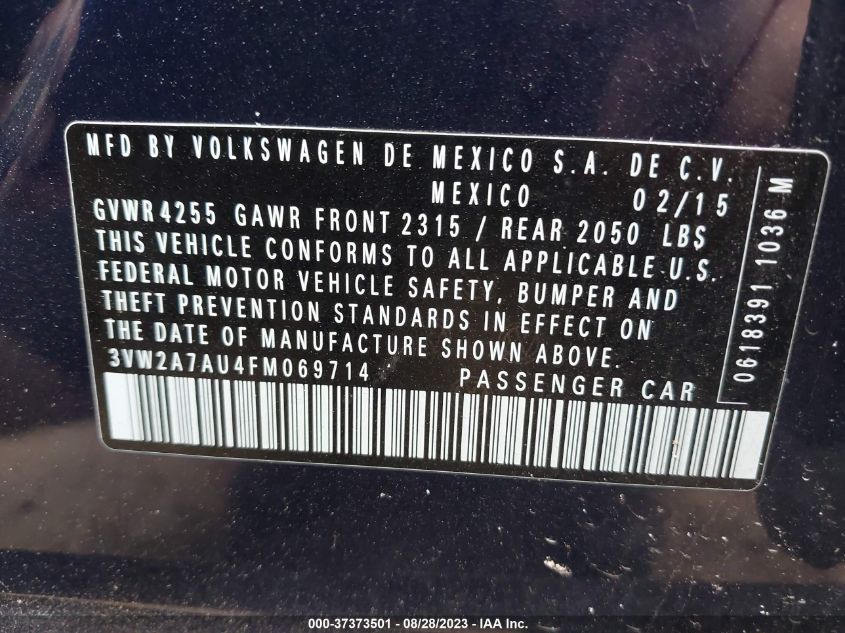 MFD BY VOLKSWAGEN DE MEXICO S.A. DE C.V.
MEXICO 02/15
GVWR4255 GAWR FRONT 2315 / REAR 2050 LBS
THIS VEHICLE CONFORMS TO ALL APPLICABLE U.S.
FEDERAL MOTOR VEHICLE SAFETY, BUMPER AND
THEFT PREVENTION STANDARDS IN EFFECT ON
THE DATE OF MANUFACTURE SHOWN ABOVE.
3VW2A7AU4FM069714 PASSENGER CAR
0618391 1036 M
000-37373501 - 08/28/2023 - IAA Inc.